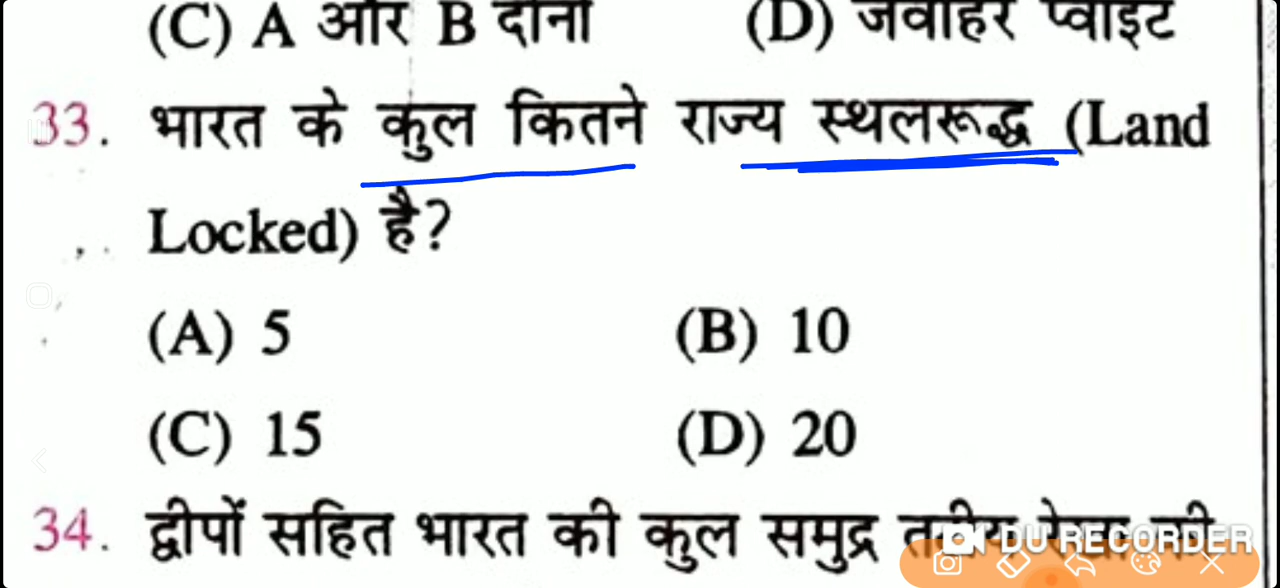 (C) A और B दोनों (D) जवाहर प्वाइंट
33. भारत के कुल कितने राज्य स्थलरूद्ध (Land
Locked) है?
(A) 5 (B) 10
(C) 15 (D) 20
34. द्वीपों सहित भारत की कुल समुद्र तटीय रेखा की
DU RECORDER